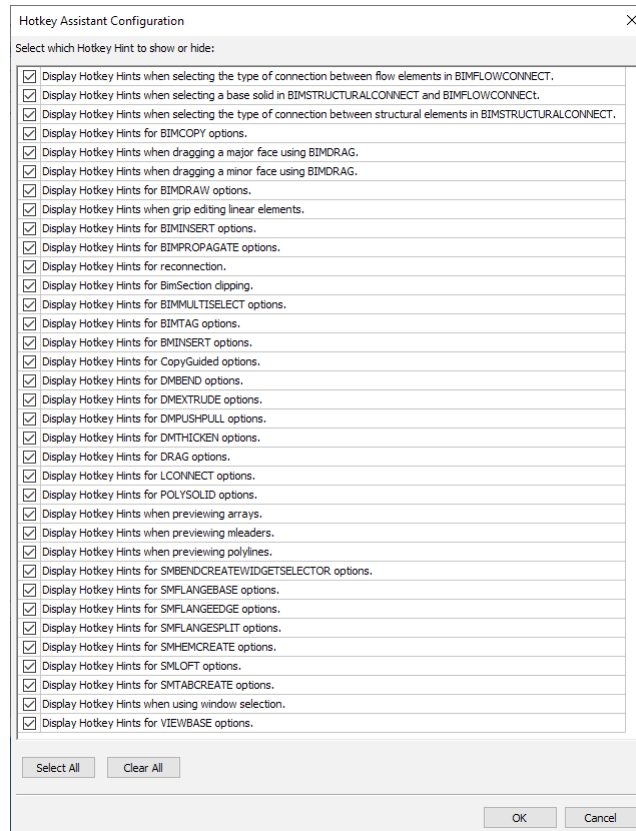 Hotkey Assistant Configuration
Select which Hotkey Hint to show or hide:
Display Hotkey Hints when selecting the type of connection between flow elements in BIMFLOWCONNECT.
Display Hotkey Hints when selecting a base solid in BIMSTRUCTURALCONNECT and BIMFLOWCONNECt.
Display Hotkey Hints when selecting the type of connection between structural elements in BIMSTRUCTURALCONNECT.
Display Hotkey Hints for BIMCOPY options.
Display Hotkey Hints when dragging a major face using BIMDRAG.
Display Hotkey Hints when dragging a minor face using BIMDRAG.
Display Hotkey Hints for BIMDRAW options.
Display Hotkey Hints when grip editing linear elements.
Display Hotkey Hints for BIMINSERT options.
Display Hotkey Hints for BIMPROPAGATE options.
Display Hotkey Hints for reconnection.
Display Hotkey Hints for BimSection clipping.
Display Hotkey Hints for BIMMULTISELECT options.
Display Hotkey Hints for BIMTAG options.
Display Hotkey Hints for BMINSERT options.
Display Hotkey Hints for CopyGuided options.
Display Hotkey Hints for DMBEND options.
Display Hotkey Hints for DMEXTRUDE options.
Display Hotkey Hints for DMPUSHPULL options.
Display Hotkey Hints for DMTHICKEN options.
Display Hotkey Hints for DRAG options.
Display Hotkey Hints for LCONNECT options.
Display Hotkey Hints for POLYSOLID options.
Display Hotkey Hints when previewing arrays.
Display Hotkey Hints when previewing mleaders.
Display Hotkey Hints when previewing polylines.
Display Hotkey Hints for SMBENDCREATEWIDGETSELECTOR options.
Display Hotkey Hints for SMFLANGEBASE options.
Display Hotkey Hints for SMFLANGEEDGE options.
Display Hotkey Hints for SMFLANGESPLIT options.
Display Hotkey Hints for SMHEMCREATE options.
Display Hotkey Hints for SMLOFT options.
Display Hotkey Hints for SMTABCREATE options.
Display Hotkey Hints when using window selection.
Display Hotkey Hints for VIEWBASE options.
Select All Clear All
OK Cancel